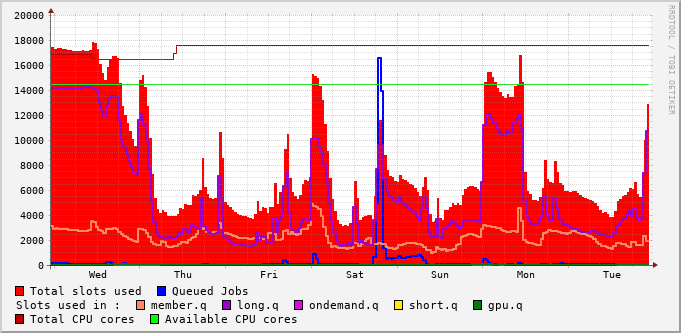 20000
18000
16000
14000
12000
10000
8000
6000
4000
2000
0
Wed Thu Fri Sat Sun Mon Tue
RRDTOOL / TOBI OETIKER
Total slots used Queued Jobs
Slots used in : member.q long.q ondemand.q short.q gpu.q
Total CPU cores Available CPU cores